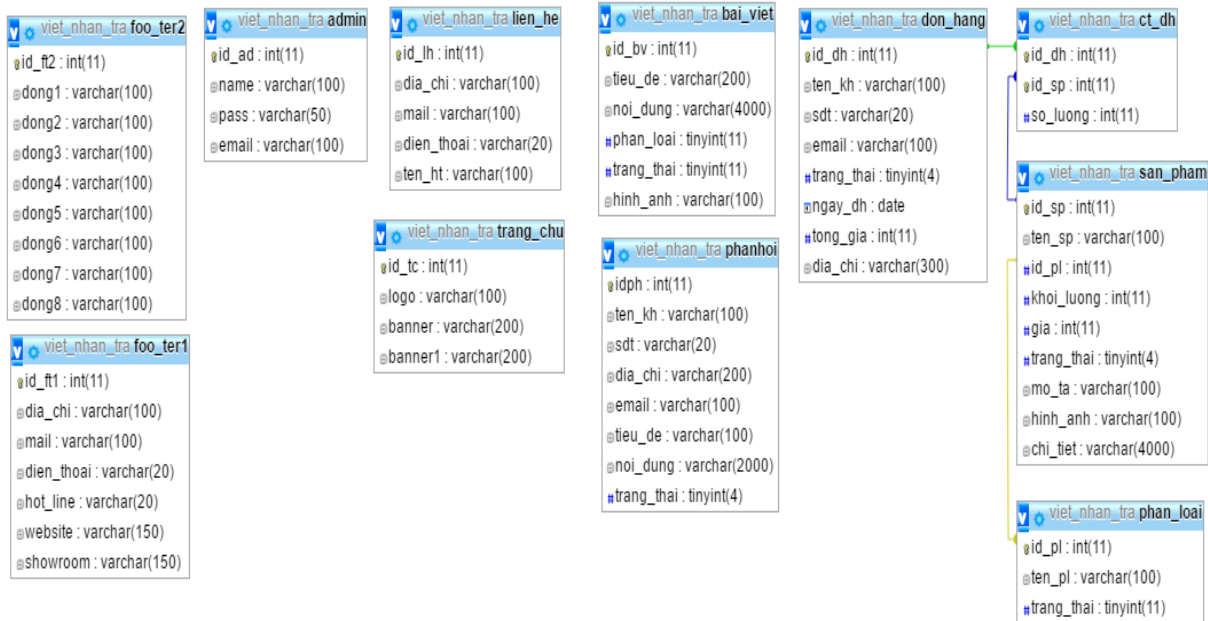 viet_nhan_tra foo_ter2
id_ft2 : int(11)
dong1 : varchar(100)
dong2 : varchar(100)
dong3 : varchar(100)
dong4 : varchar(100)
dong5 : varchar(100)
dong6 : varchar(100)
dong7 : varchar(100)
dong8 : varchar(100)
viet_nhan_tra foo_ter1
id_ft1 : int(11)
dia_chi : varchar(100)
mail : varchar(100)
dien_thoai : varchar(20)
hot_line : varchar(20)
website : varchar(150)
showroom : varchar(150)
viet_nhan_tra admin
id_ad : int(11)
name : varchar(100)
pass : varchar(50)
email : varchar(100)
viet_nhan_tra lien_he
id_lh : int(11)
dia_chi : varchar(100)
mail : varchar(100)
dien_thoai : varchar(20)
ten_ht : varchar(100)
viet_nhan_tra trang_chu
id_tc : int(11)
logo : varchar(100)
banner : varchar(200)
banner1 : varchar(200)
viet_nhan_tra bai_viet
id_bv : int(11)
tieu_de : varchar(200)
noi_dung : varchar(4000)
# phan_loai : tinyint(11)
# trang_thai : tinyint(11)
hinh_anh : varchar(100)
viet_nhan_tra phanhoi
idph : int(11)
ten_kh : varchar(100)
sdt : varchar(20)
dia_chi : varchar(200)
email : varchar(100)
tieu_de : varchar(100)
noi_dung : varchar(2000)
# trang_thai : tinyint(4)
viet_nhan_tra don_hang
id_dh : int(11)
ten_kh : varchar(100)
sdt : varchar(20)
email : varchar(100)
# trang_thai : tinyint(4)
ngay_dh : date
# tong_gia : int(11)
dia_chi : varchar(300)
viet_nhan_tra ct_dh
id_dh : int(11)
id_sp : int(11)
# so_luong : int(11)
viet_nhan_tra san_pham
id_sp : int(11)
ten_sp : varchar(100)
# id_pl : int(11)
# khoi_luong : int(11)
# gia : int(11)
# trang_thai : tinyint(4)
mo_ta : varchar(100)
hinh_anh : varchar(100)
chi_tiet : varchar(4000)
viet_nhan_tra phan_loai
id_pl : int(11)
ten_pl : varchar(100)
# trang_thai : tinyint(11)